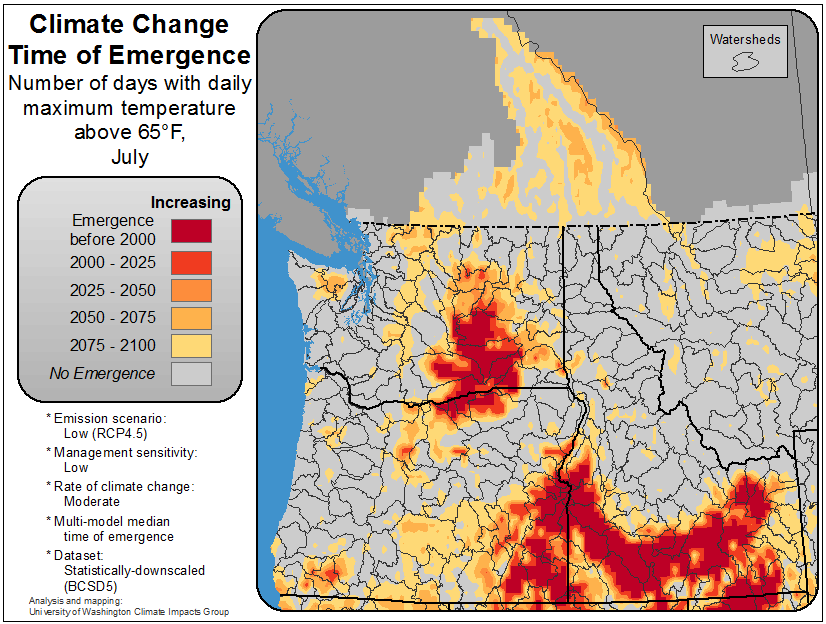 Climate Change
Time of Emergence
Number of days with daily
maximum temperature
above 65°F,
July
Increasing
Emergence
before 2000
2000 - 2025
2025 - 2050
2050 - 2075
2075 - 2100
No Emergence
* Emission scenario:
Low (RCP4.5)
* Management sensitivity:
Low
* Rate of climate change:
Moderate
* Multi-model median
time of emergence
* Dataset:
Statistically-downscaled
(BCSD5)
Analysis and mapping:
University of Washington Climate Impacts Group
Watersheds